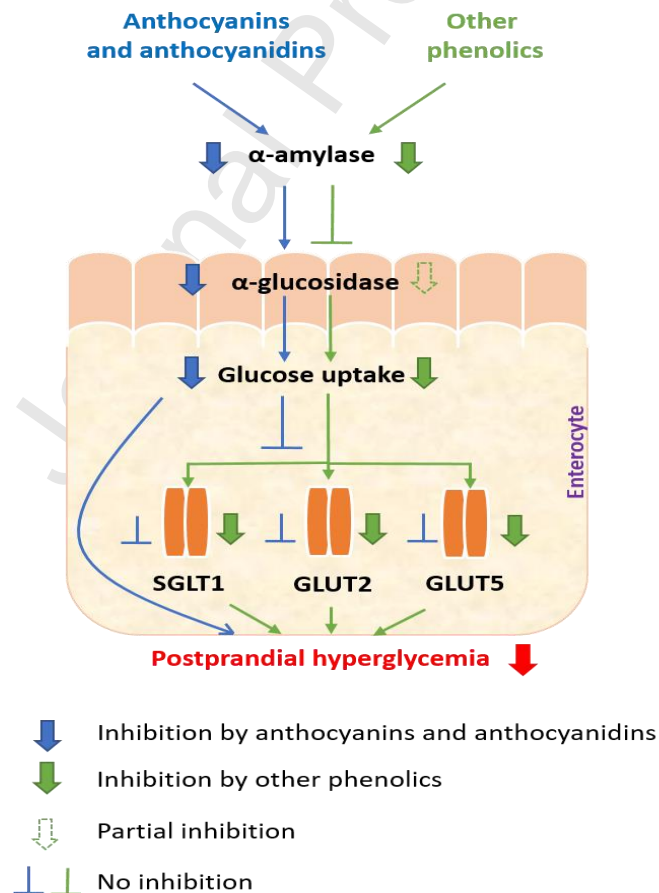 Anthocyanins
and anthocyanidins
Other
phenolics
α-amylase
α-glucosidase
Glucose uptake
Enterocyte
SGLT1
GLUT2
GLUT5
Postprandial hyperglycemia
Inhibition by anthocyanins and anthocyanidins
Inhibition by other phenolics
Partial inhibition
No inhibition